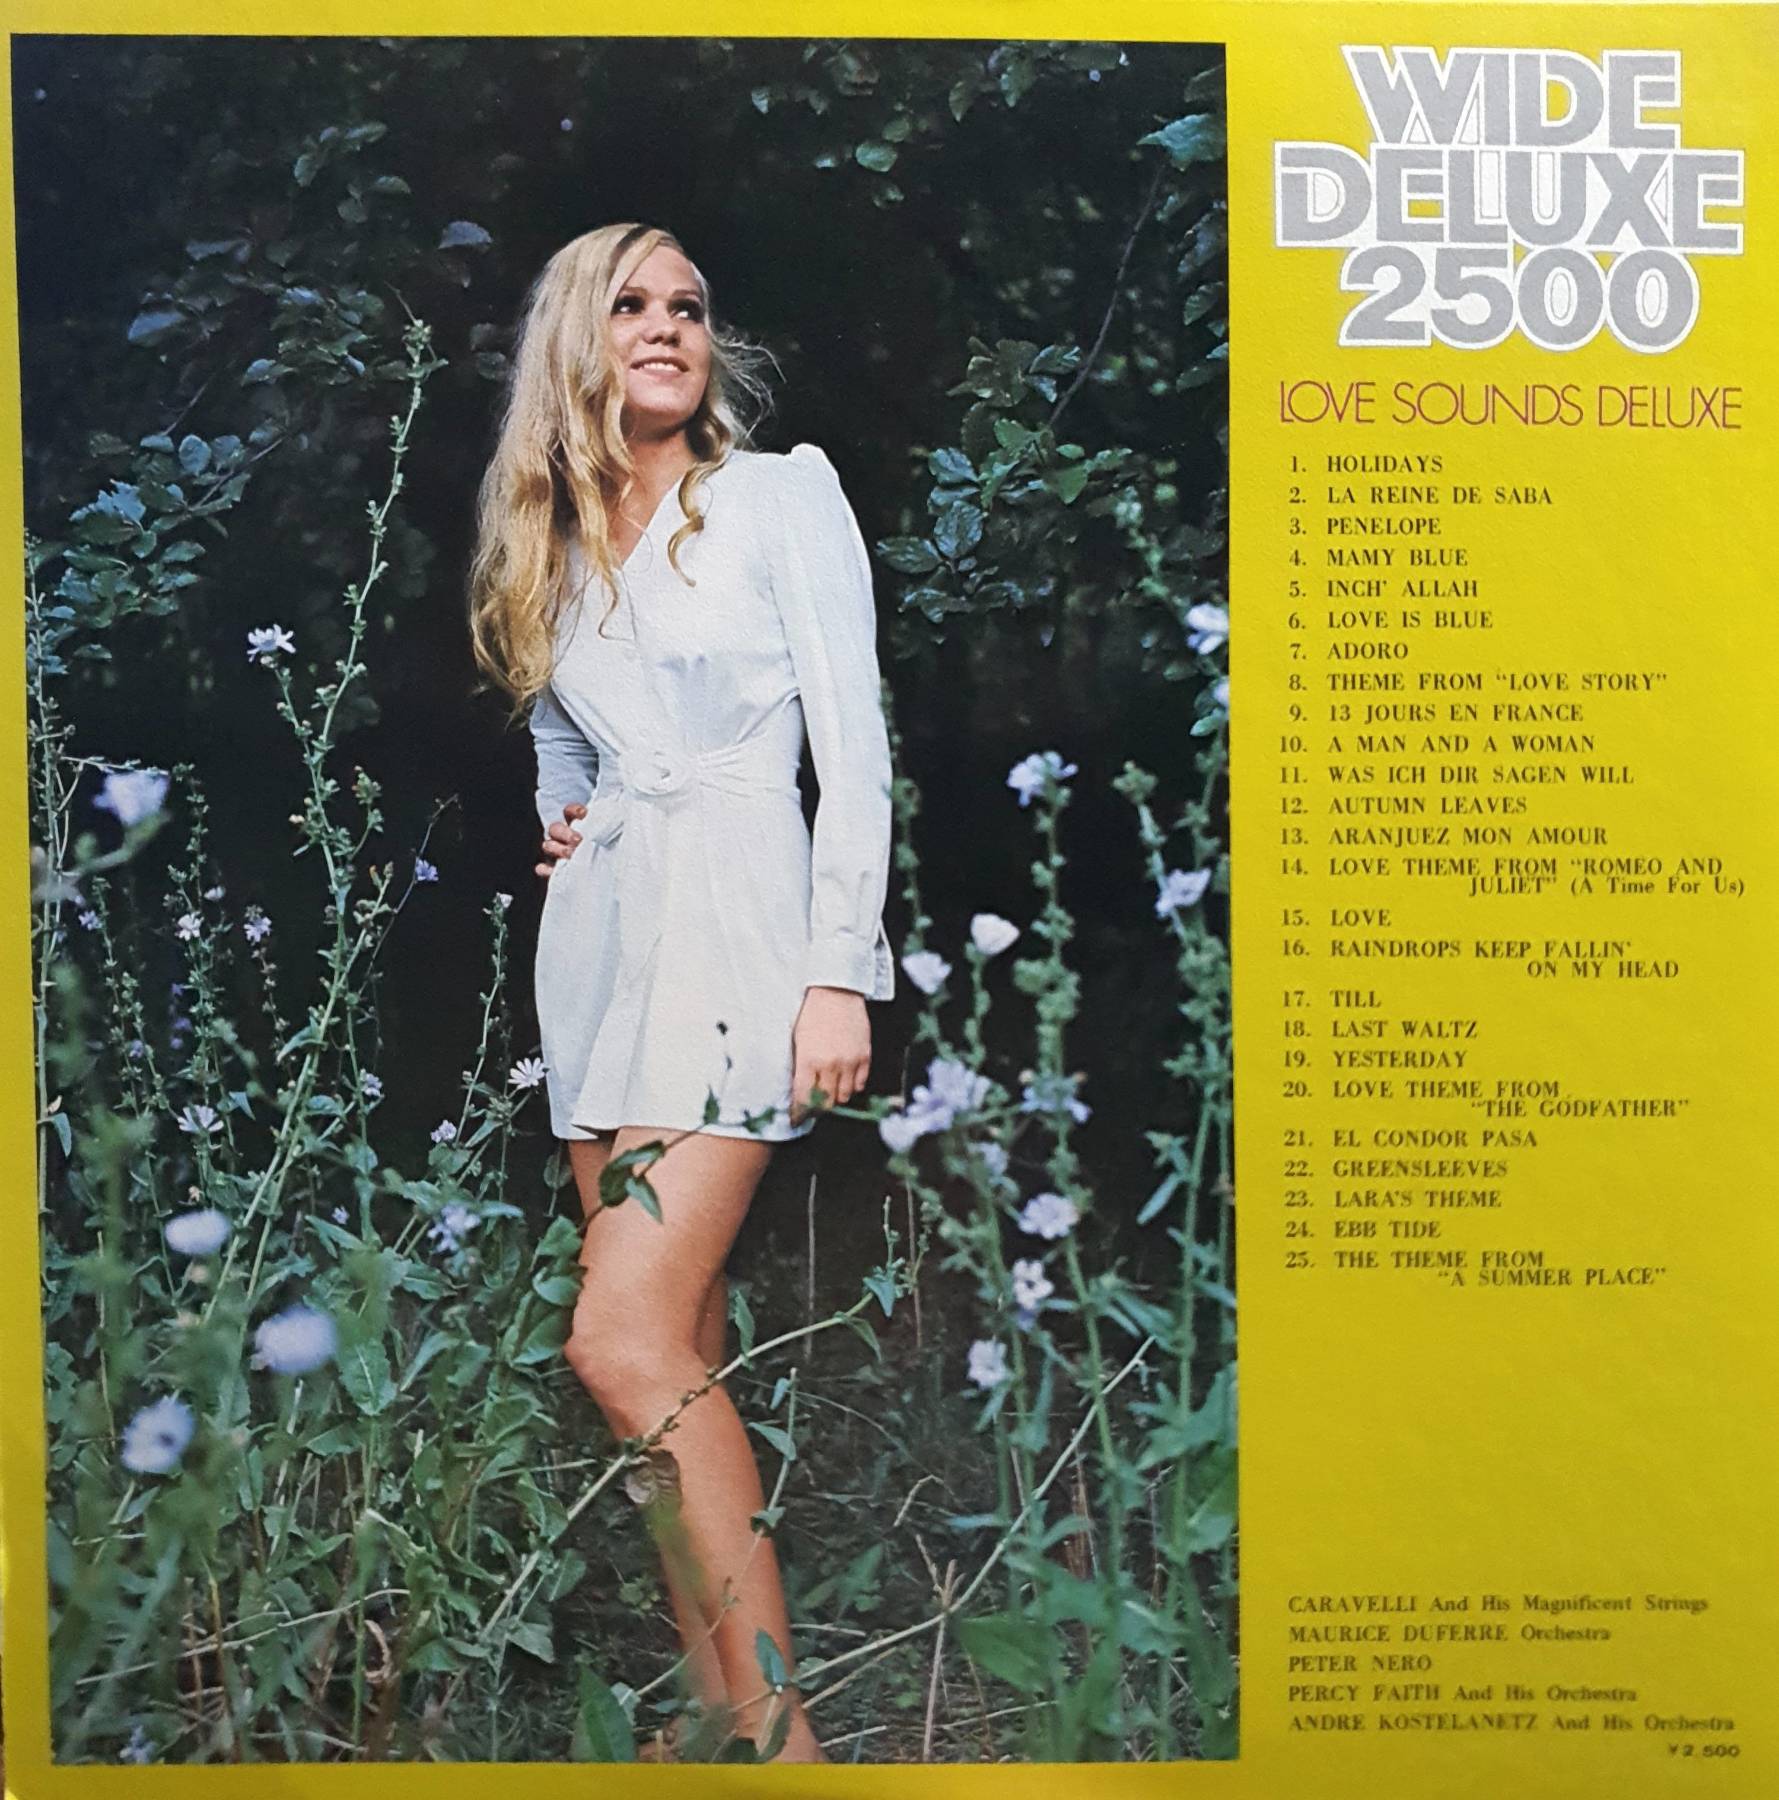 WIDE
DELUXE
2500
LOVE SOUNDS DELUXE
1. HOLIDAYS
2. LA REINE DE SABA
3. PENELOPE
4. MAMY BLUE
5. INCH' ALLAH
6. LOVE IS BLUE
7. ADORO
8. THEME FROM "LOVE STORY"
9. 13 JOURS EN FRANCE
10. A MAN AND A WOMAN
11. WAS ICH DIR SAGEN WILL
12. AUTUMN LEAVES
13. ARANJUEZ MON AMOUR
14. LOVE THEME FROM "ROMEO AND
JULIET" (A Time For Us)
15. LOVE
16. RAINDROPS KEEP FALLIN'
ON MY HEAD
17. TILL
18. LAST WALTZ
19. YESTERDAY
20. LOVE THEME FROM
"THE GODFATHER"
21. EL CONDOR PASA
22. GREENSLEEVES
23. LARA'S THEME
24. EBB TIDE
25. THE THEME FROM
"A SUMMER PLACE"
CARAVELLI And His Magnificent Strings
MAURICE DUFERRE Orchestra
PETER NERO
PERCY FAITH And His Orchestra
ANDRE KOSTELANETZ And His Orchestra
¥2,500